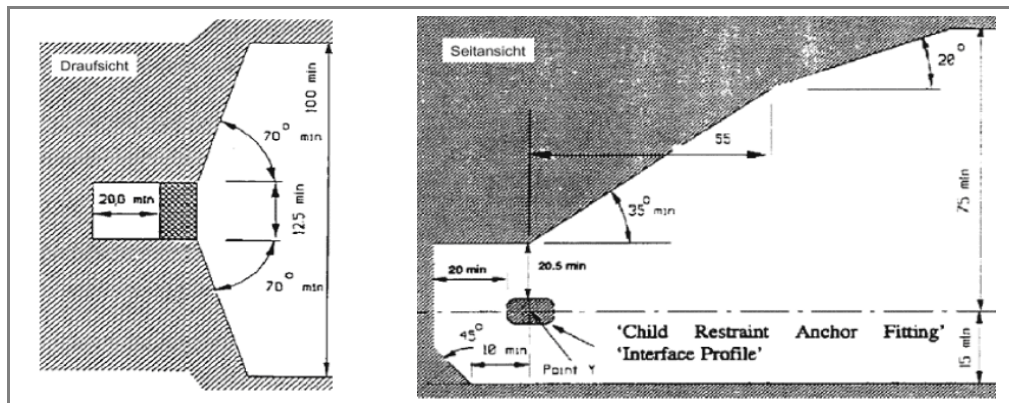 Draufsicht
100 min
70° min
20,0 min
12.5 min
70° min
Seitansicht
20°
55
75 min
35° min
20 min
20.5 min
'Child Restraint Anchor Fitting'
'Interface Profile'
45°
10 min
Point Y
15 min